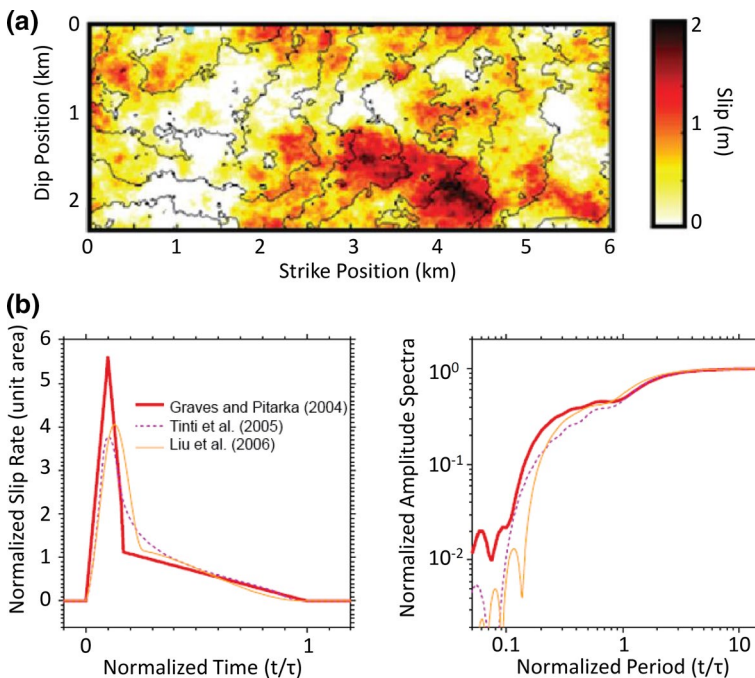 (a)
0
1
2
Dip Position (km)
0 1 2 3 4 5 6
Strike Position (km)
2
1
0
Slip (m)
(b)
6
5
4
3
2
1
0
Normalized Slip Rate (unit area)
Graves and Pitarka (2004)
Tinti et al. (2005)
Liu et al. (2006)
0 1
Normalized Time (t/τ)
10⁰
10⁻¹
10⁻²
Normalized Amplitude Spectra
0.1 1 10
Normalized Period (t/τ)